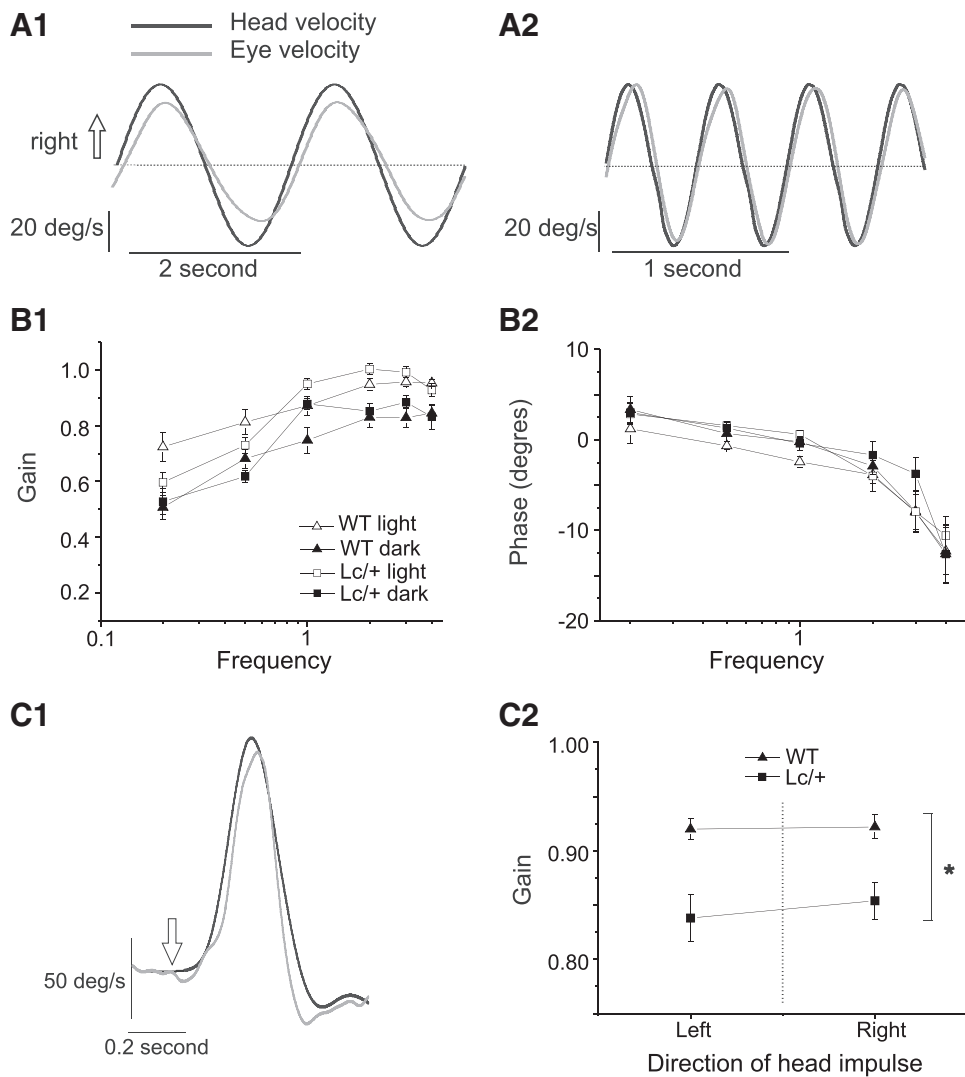 A1
Head velocity
Eye velocity
right
20 deg/s
2 second
A2
20 deg/s
1 second
B1
1.0
0.8
0.6
0.4
0.2
0.1
1
Gain
Frequency
WT light
WT dark
Lc/+ light
Lc/+ dark
B2
10
0
-10
-20
1
Phase (degres)
Frequency
C1
50 deg/s
0.2 second
C2
1.00
0.90
0.80
Gain
WT
Lc/+
*
Left
Right
Direction of head impulse